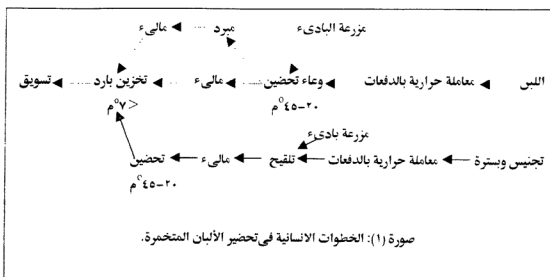 مزرعة البادىء مبرد مالىء
اللبن معاملة حرارية بالدفعات وعاء تحضين مالىء تخزين بارد تسويق
٢٠-٤٥°م >٧°م
مزرعة بادىء
تجنيس وبسترة معاملة حرارية بالدفعات تلقيح مالىء تحضين
٢٠-٤٥°م
صورة (١): الخطوات الانسانية فى تحضير الألبان المتخمرة.